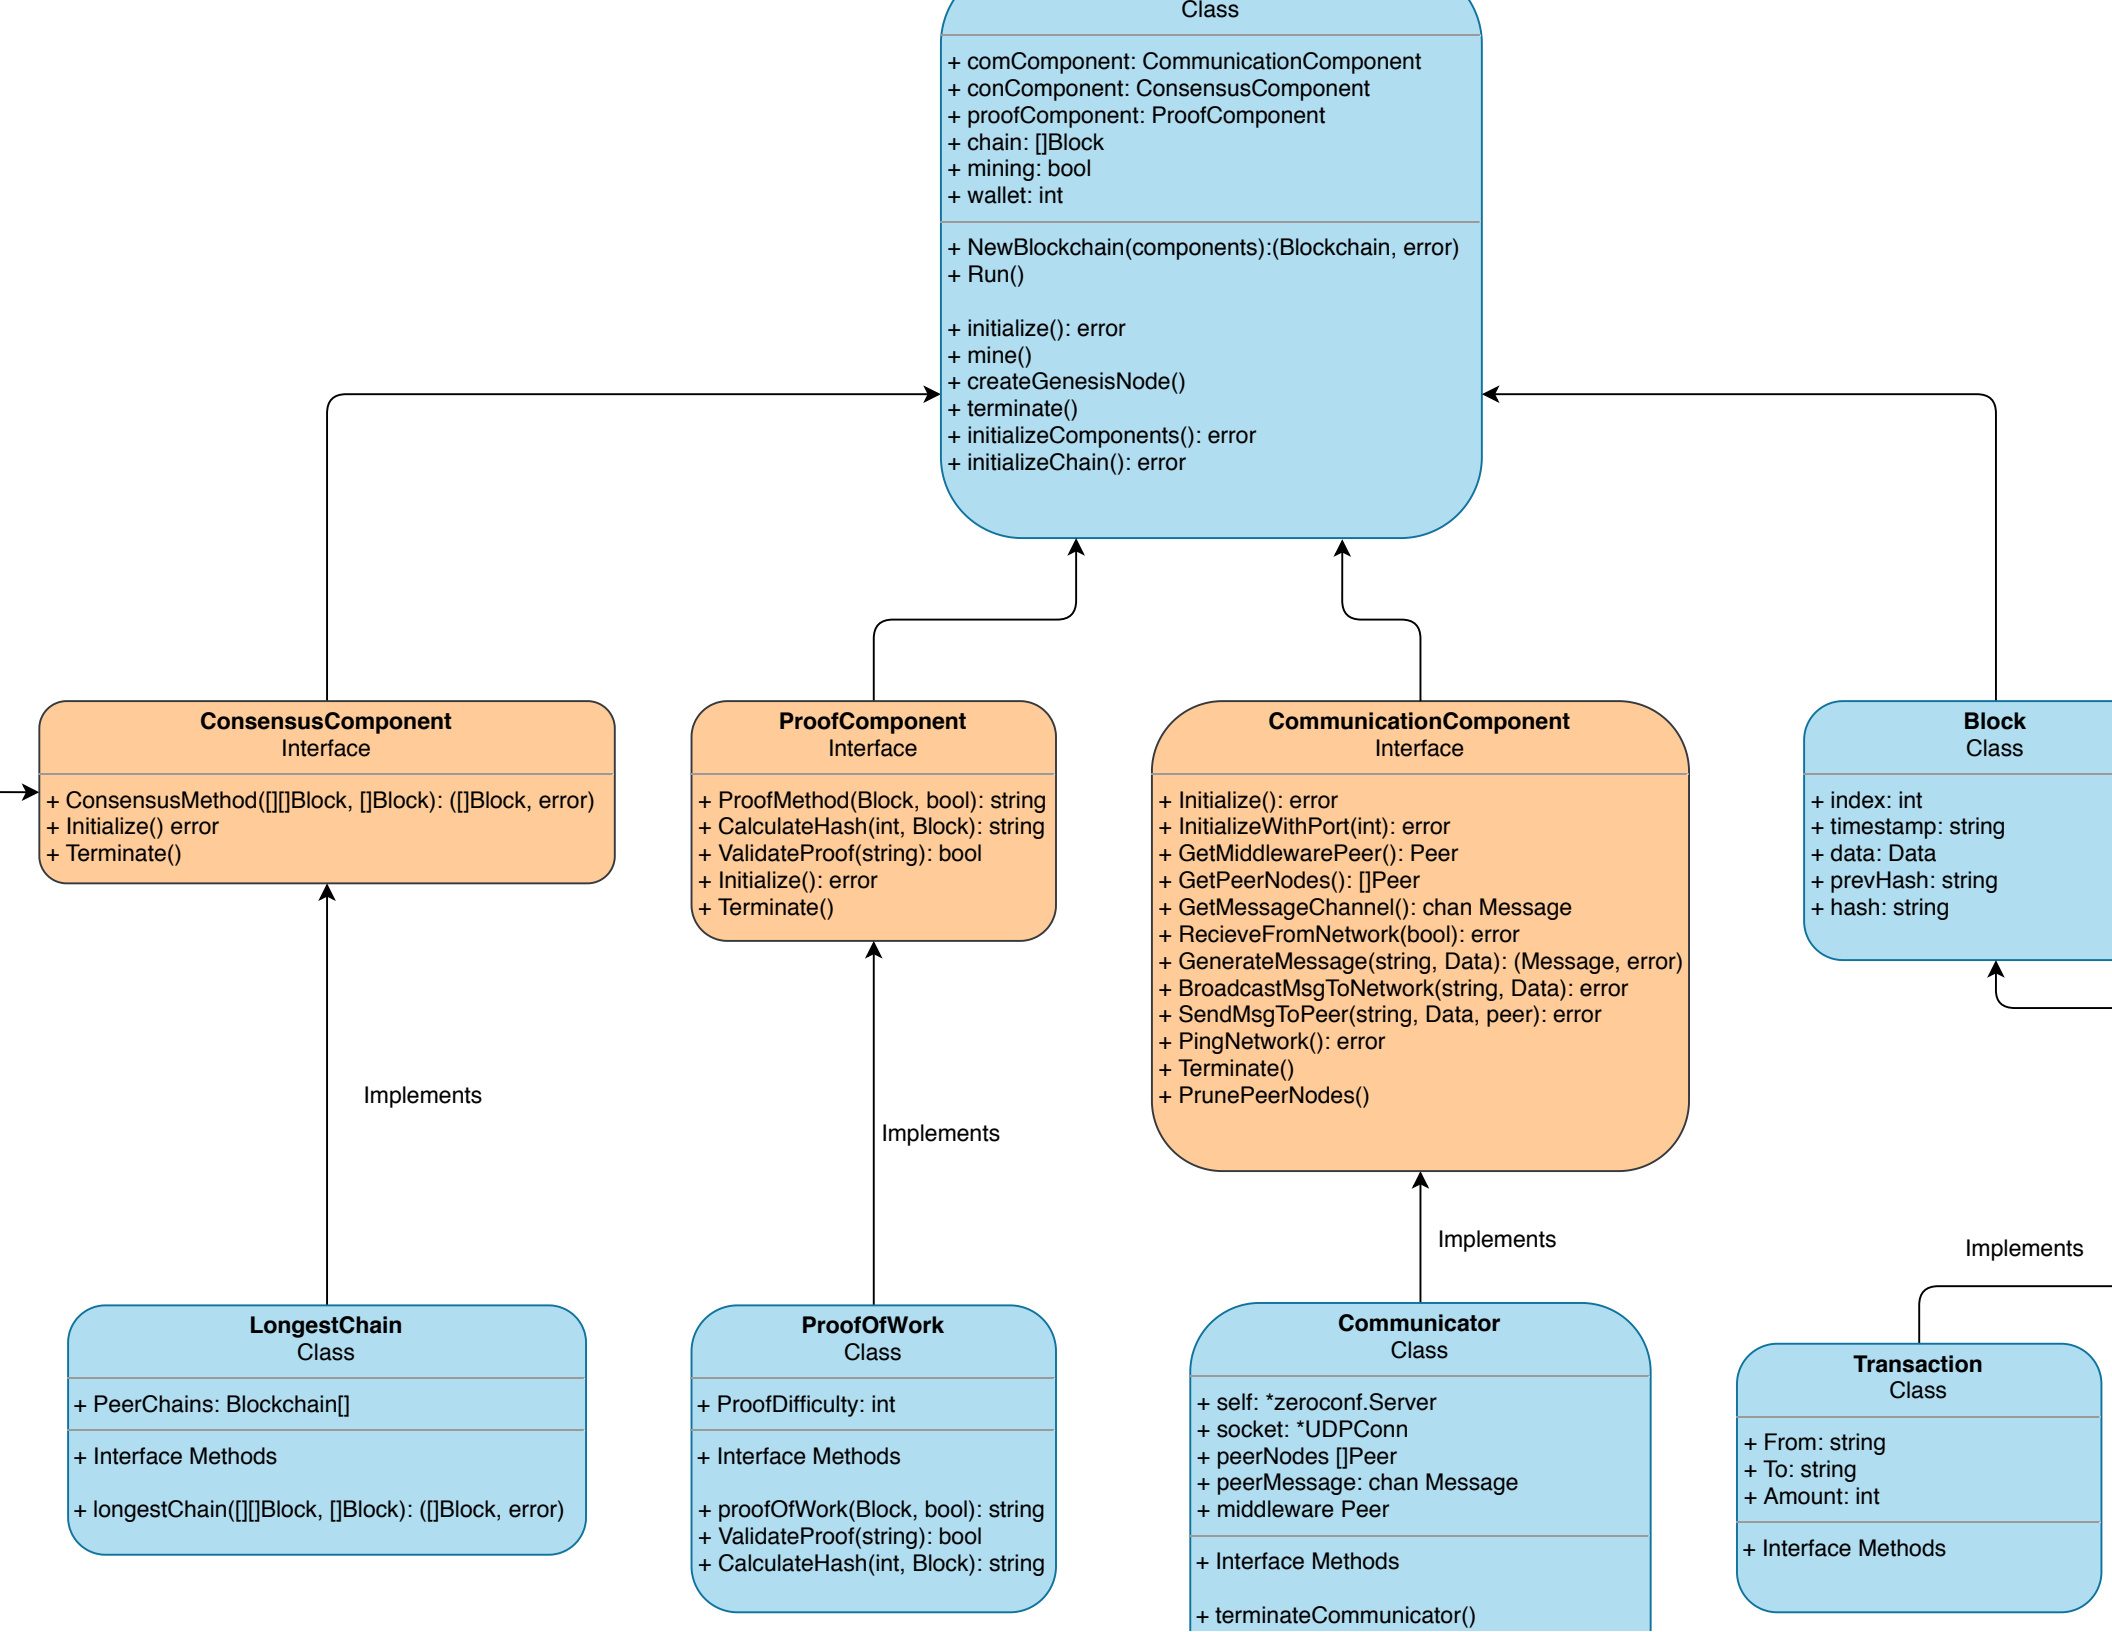 Class
+ comComponent: CommunicationComponent
+ conComponent: ConsensusComponent
+ proofComponent: ProofComponent
+ chain: []Block
+ mining: bool
+ wallet: int
+ NewBlockchain(components):(Blockchain, error)
+ Run()
+ initialize(): error
+ mine()
+ createGenesisNode()
+ terminate()
+ initializeComponents(): error
+ initializeChain(): error
ConsensusComponent
Interface
+ ConsensusMethod([][]Block, []Block): ([]Block, error)
+ Initialize() error
+ Terminate()
ProofComponent
Interface
+ ProofMethod(Block, bool): string
+ CalculateHash(int, Block): string
+ ValidateProof(string): bool
+ Initialize(): error
+ Terminate()
CommunicationComponent
Interface
+ Initialize(): error
+ InitializeWithPort(int): error
+ GetMiddlewarePeer(): Peer
+ GetPeerNodes(): []Peer
+ GetMessageChannel(): chan Message
+ RecieveFromNetwork(bool): error
+ GenerateMessage(string, Data): (Message, error)
+ BroadcastMsgToNetwork(string, Data): error
+ SendMsgToPeer(string, Data, peer): error
+ PingNetwork(): error
+ Terminate()
+ PrunePeerNodes()
Block
Class
+ index: int
+ timestamp: string
+ data: Data
+ prevHash: string
+ hash: string
Implements
Implements
Implements
Implements
LongestChain
Class
+ PeerChains: Blockchain[]
+ Interface Methods
+ longestChain([][]Block, []Block): ([]Block, error)
ProofOfWork
Class
+ ProofDifficulty: int
+ Interface Methods
+ proofOfWork(Block, bool): string
+ ValidateProof(string): bool
+ CalculateHash(int, Block): string
Communicator
Class
+ self: *zeroconf.Server
+ socket: *UDPConn
+ peerNodes []Peer
+ peerMessage: chan Message
+ middleware Peer
+ Interface Methods
+ terminateCommunicator()
Transaction
Class
+ From: string
+ To: string
+ Amount: int
+ Interface Methods